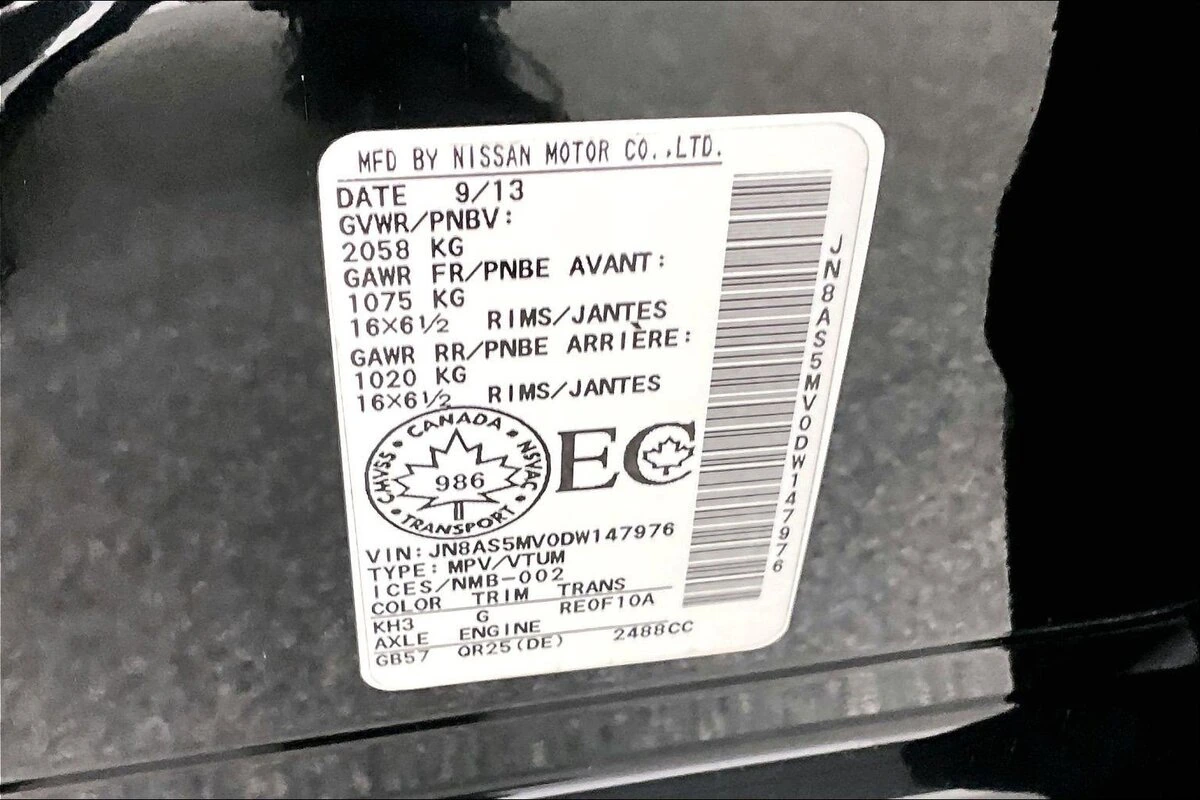 MFD BY NISSAN MOTOR CO.,LTD.
DATE 9/13
GVWR/PNBV:
2058 KG
GAWR FR/PNBE AVANT:
1075 KG
16×6½ RIMS/JANTES
GAWR RR/PNBE ARRIÈRE:
1020 KG
16×6½ RIMS/JANTES
CANADA
CMVSS NSVAC
986
TRANSPORT
EC
VIN: JN8AS5MV0DW147976
TYPE: MPV/VTUM
ICES/NMB-002
COLOR TRIM TRANS
KH3 G RE0F10A
AXLE ENGINE
GB57 QR25(DE) 2488CC
JN8AS5MV0DW147976